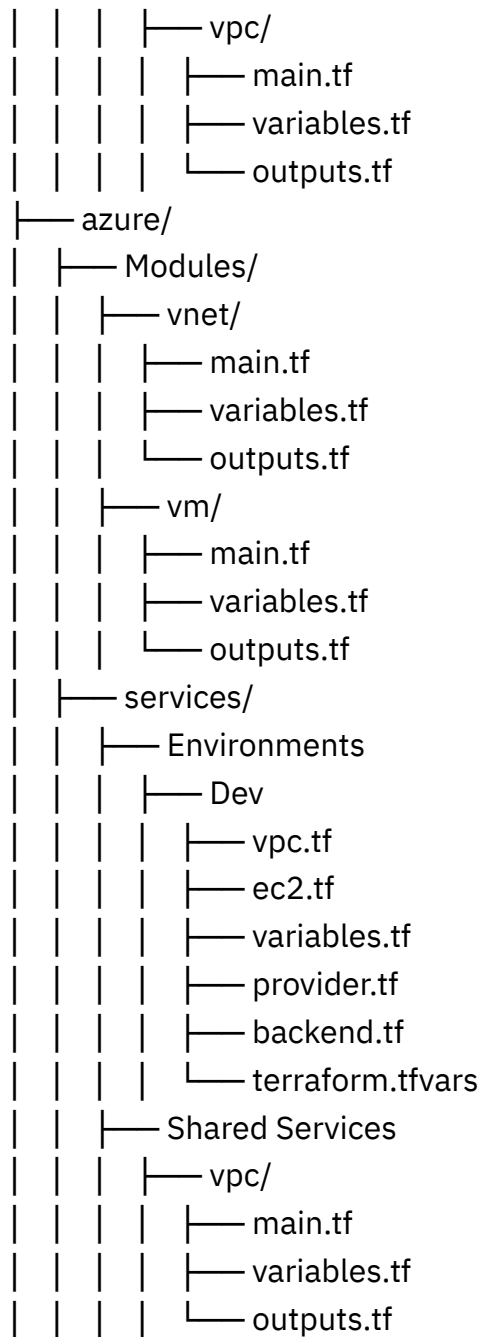 │   │   │   ├── vpc/
│   │   │   │   ├── main.tf
│   │   │   │   ├── variables.tf
│   │   │   │   └── outputs.tf
├── azure/
│   ├── Modules/
│   │   ├── vnet/
│   │   │   ├── main.tf
│   │   │   ├── variables.tf
│   │   │   └── outputs.tf
│   │   ├── vm/
│   │   │   ├── main.tf
│   │   │   ├── variables.tf
│   │   │   └── outputs.tf
│   ├── services/
│   │   ├── Environments
│   │   │   ├── Dev
│   │   │   │   ├── vpc.tf
│   │   │   │   ├── ec2.tf
│   │   │   │   ├── variables.tf
│   │   │   │   ├── provider.tf
│   │   │   │   ├── backend.tf
│   │   │   │   └── terraform.tfvars
│   │   ├── Shared Services
│   │   │   ├── vpc/
│   │   │   │   ├── main.tf
│   │   │   │   ├── variables.tf
│   │   │   │   └── outputs.tf